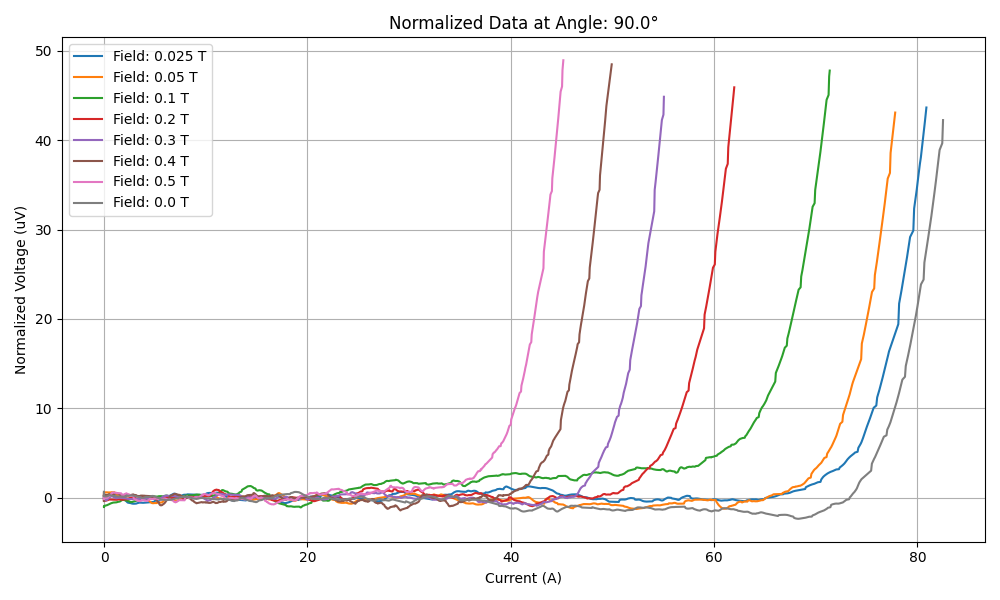 Normalized Data at Angle: 90.0°
Normalized Voltage (uV)
50
40
30
20
10
0
Field: 0.025 T
Field: 0.05 T
Field: 0.1 T
Field: 0.2 T
Field: 0.3 T
Field: 0.4 T
Field: 0.5 T
Field: 0.0 T
0 20 40 60 80
Current (A)